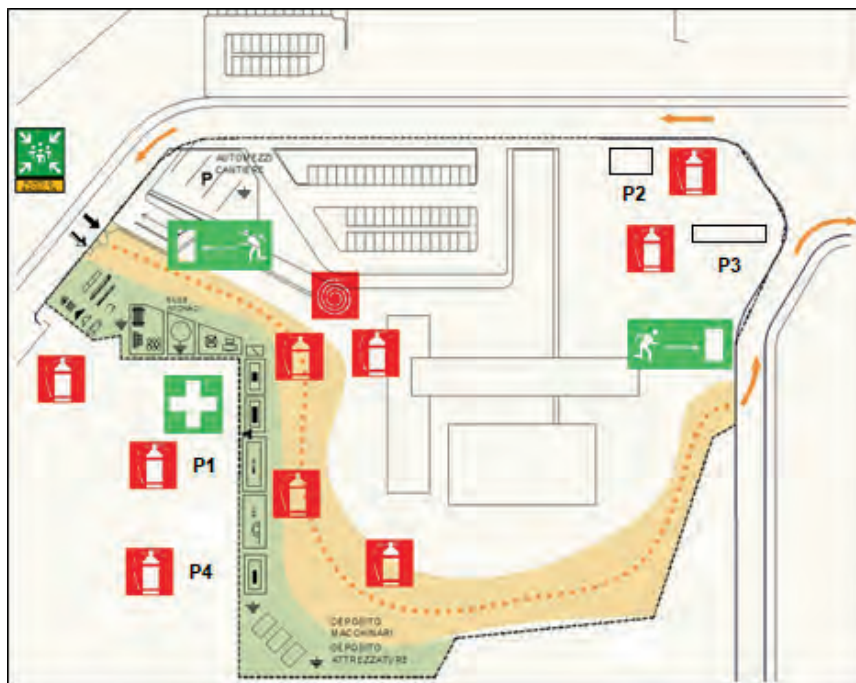 AUTOMEZZI
CANTIERE
P
P2
P3
P1
P4
DEPOSITO
MACCHINARI
DEPOSITO
ATTREZZATURE